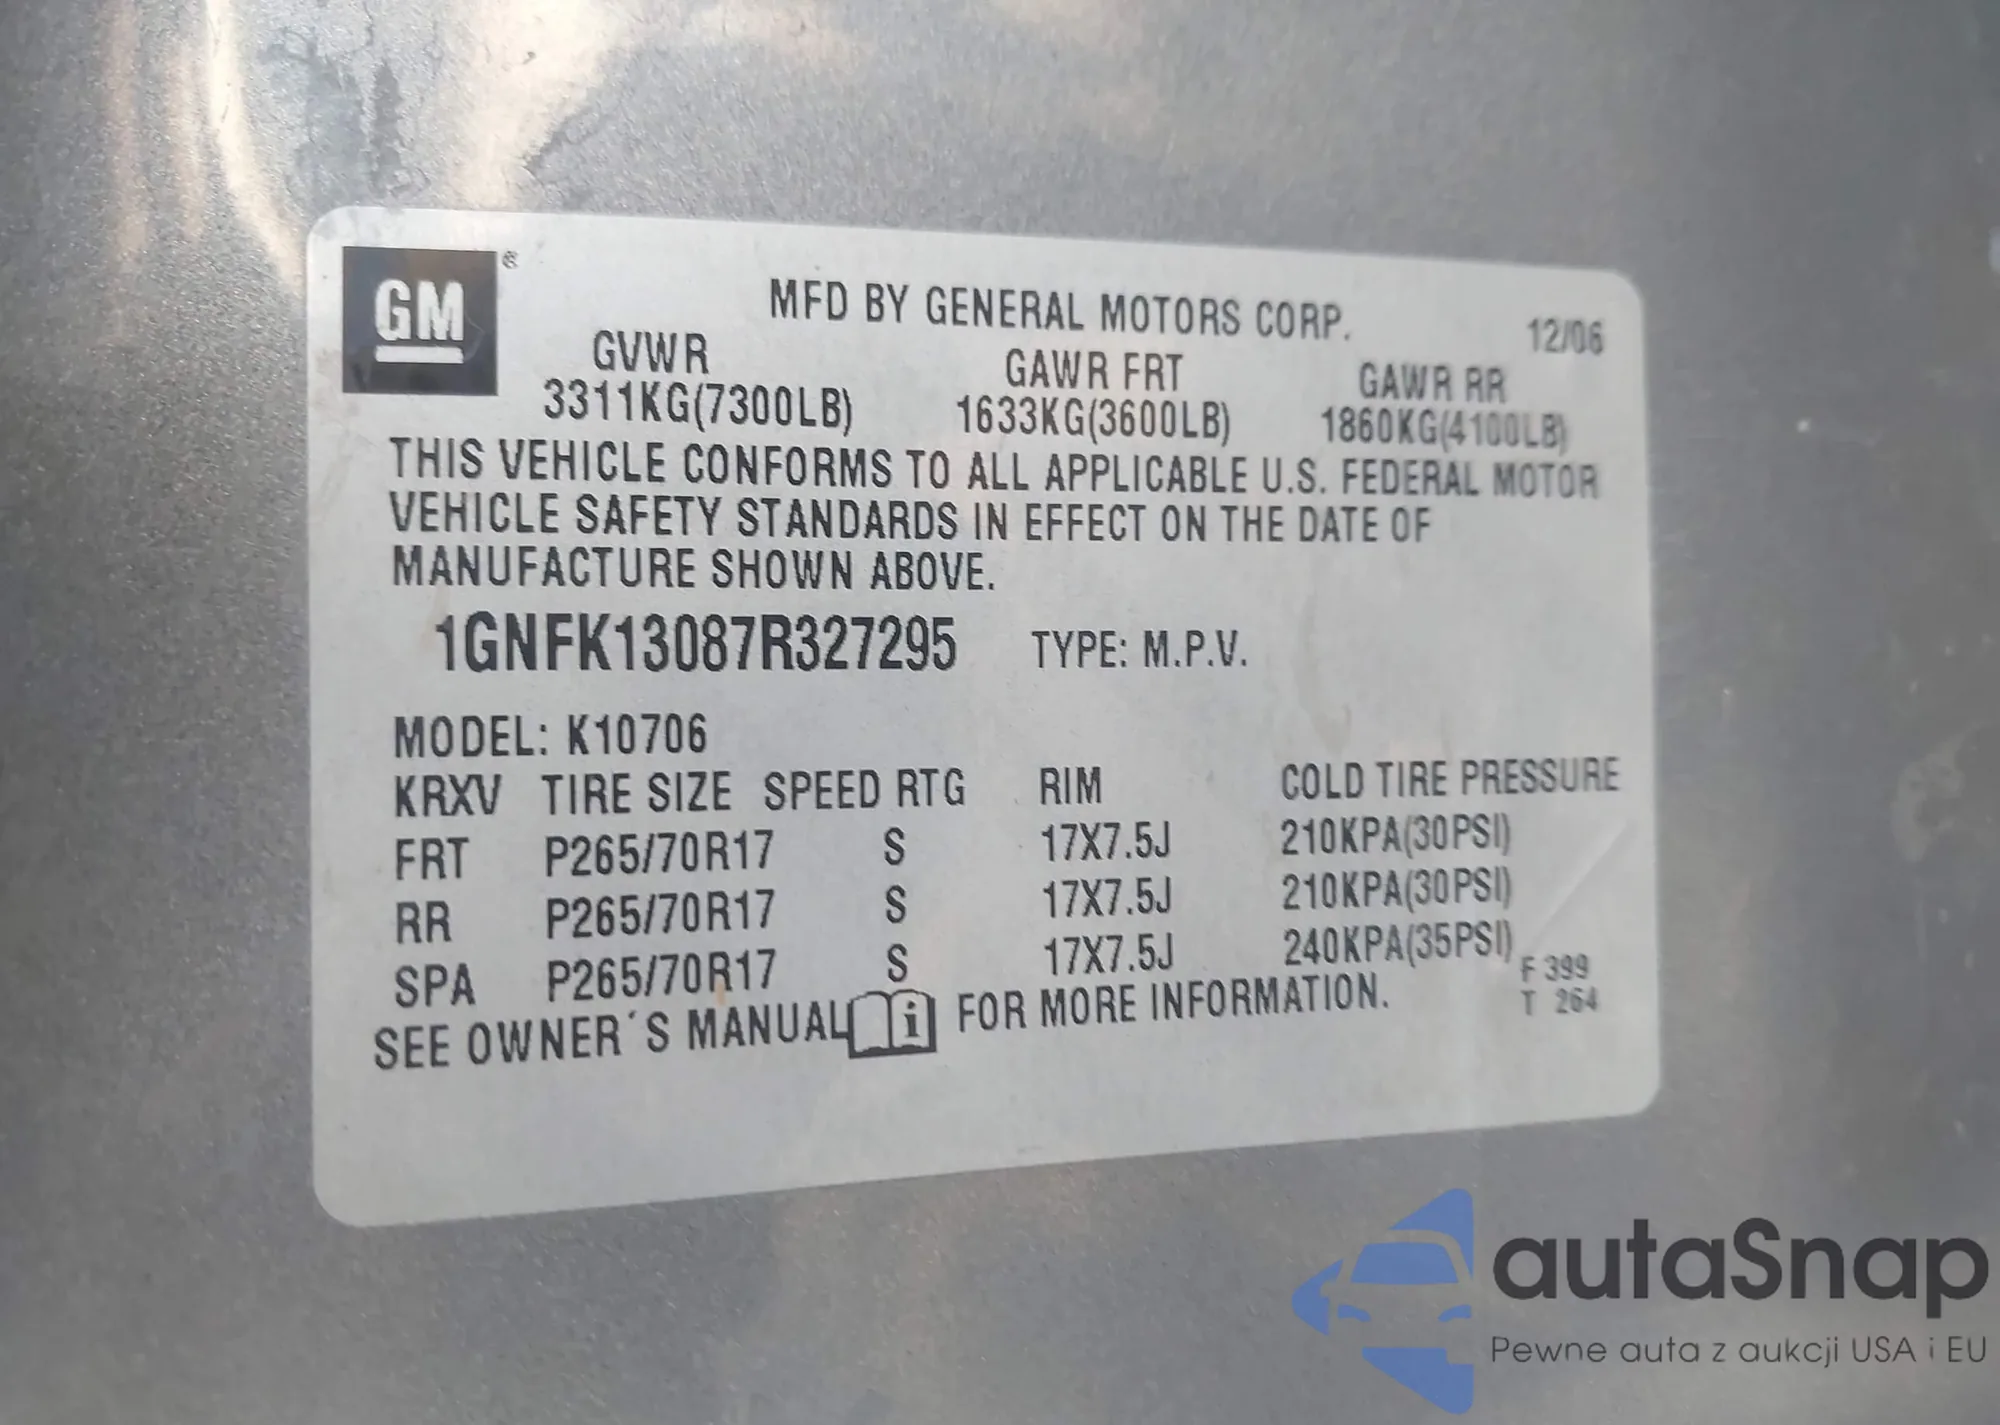 GM®
MFD BY GENERAL MOTORS CORP. 12/06
GVWR GAWR FRT GAWR RR
3311KG(7300LB) 1633KG(3600LB) 1860KG(4100LB)
THIS VEHICLE CONFORMS TO ALL APPLICABLE U.S. FEDERAL MOTOR
VEHICLE SAFETY STANDARDS IN EFFECT ON THE DATE OF
MANUFACTURE SHOWN ABOVE.
1GNFK13087R327295 TYPE: M.P.V.
MODEL: K10706
KRXV TIRE SIZE SPEED RTG RIM COLD TIRE PRESSURE
FRT P265/70R17 S 17X7.5J 210KPA(30PSI)
RR P265/70R17 S 17X7.5J 210KPA(30PSI)
SPA P265/70R17 S 17X7.5J 240KPA(35PSI)
F 399
SEE OWNER´S MANUAL i FOR MORE INFORMATION.
T 264
autaSnap
Pewne auta z aukcji USA i EU